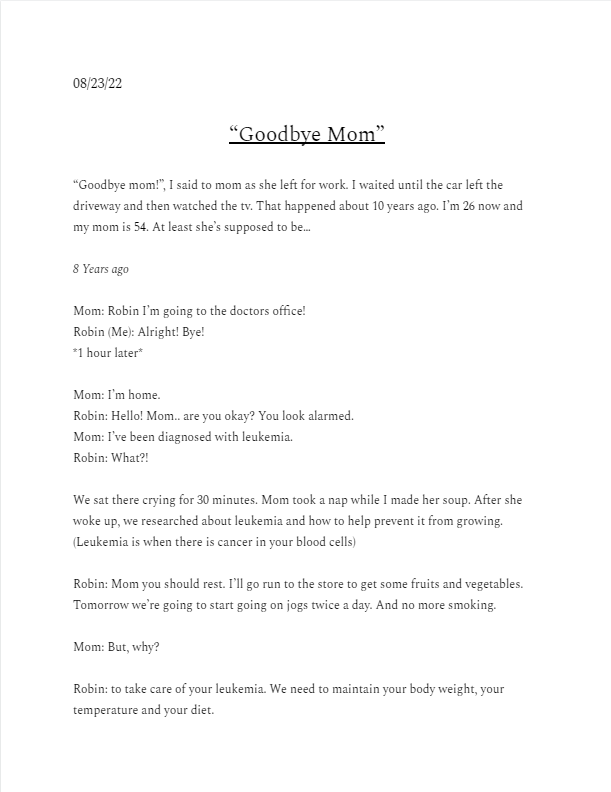 08/23/22
“Goodbye Mom”
“Goodbye mom!”, I said to mom as she left for work. I waited until the car left the
driveway and then watched the tv. That happened about 10 years ago. I’m 26 now and
my mom is 54. At least she’s supposed to be…
8 Years ago
Mom: Robin I’m going to the doctors office!
Robin (Me): Alright! Bye!
*1 hour later*
Mom: I’m home.
Robin: Hello! Mom.. are you okay? You look alarmed.
Mom: I’ve been diagnosed with leukemia.
Robin: What?!
We sat there crying for 30 minutes. Mom took a nap while I made her soup. After she
woke up, we researched about leukemia and how to help prevent it from growing.
(Leukemia is when there is cancer in your blood cells)
Robin: Mom you should rest. I’ll go run to the store to get some fruits and vegetables.
Tomorrow we’re going to start going on jogs twice a day. And no more smoking.
Mom: But, why?
Robin: to take care of your leukemia. We need to maintain your body weight, your
temperature and your diet.